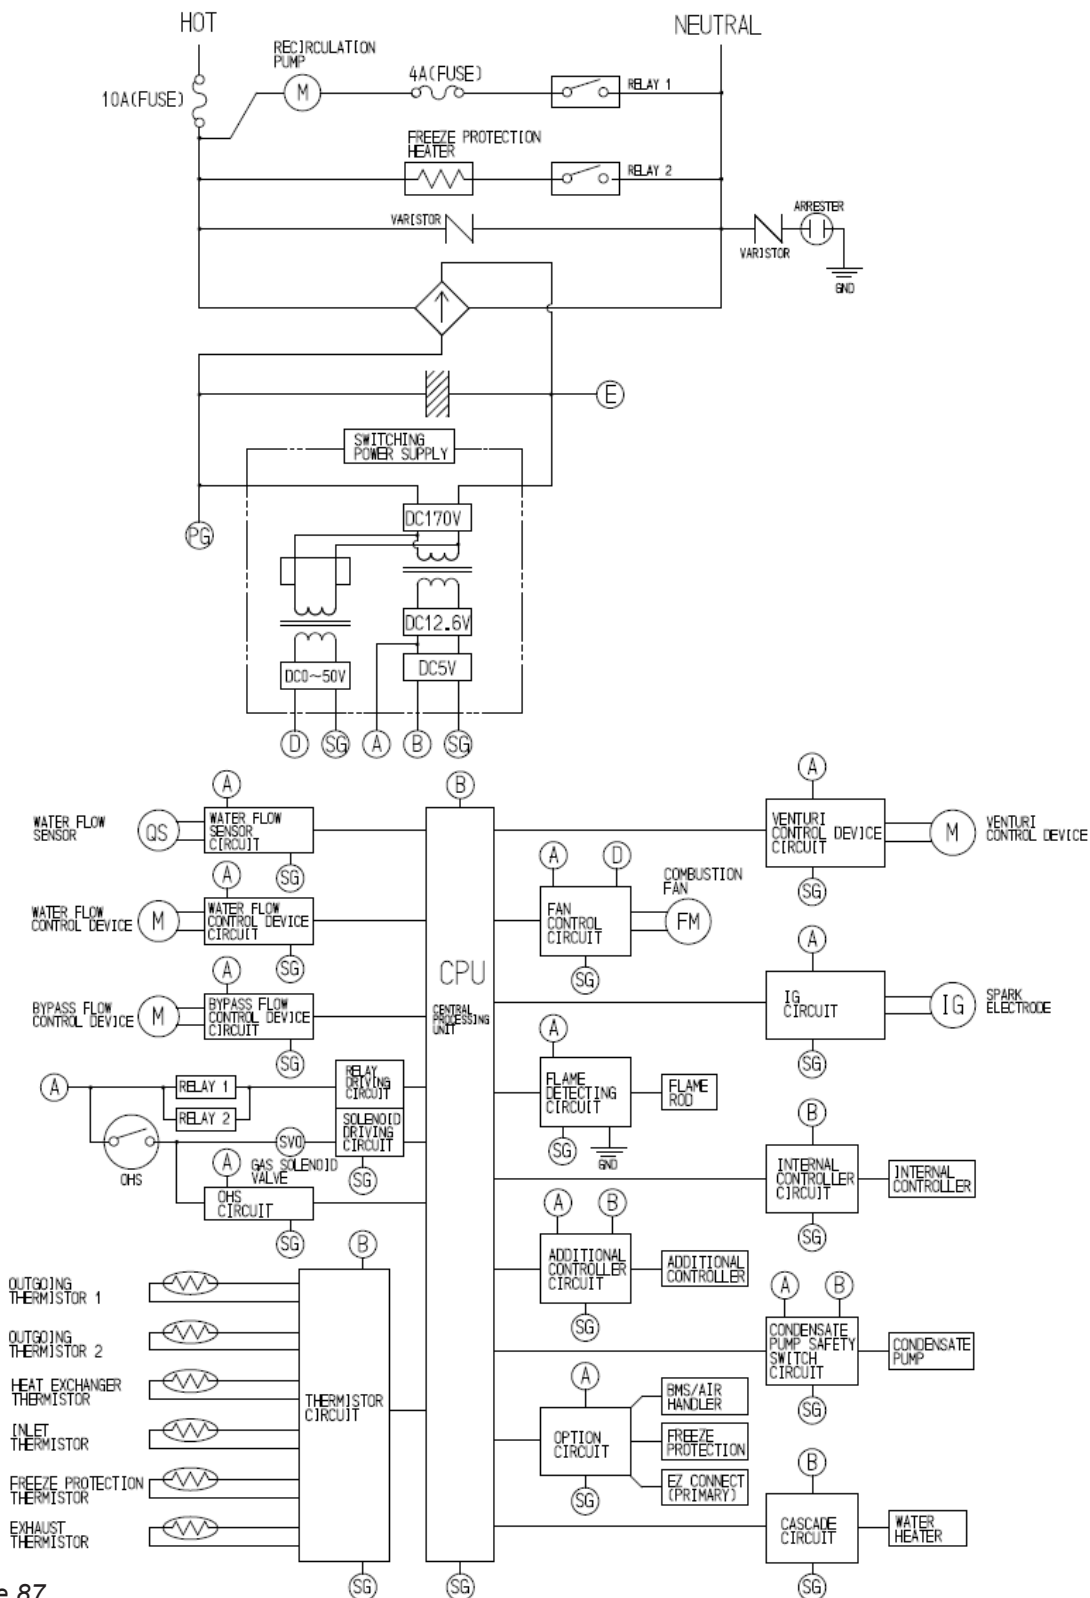 HOT
NEUTRAL
RECIRCULATION
PUMP
4A(FUSE)
10A(FUSE)
M
RELAY 1
FREEZE PROTECTION
HEATER
RELAY 2
VARISTOR
ARRESTER
VARISTOR
GND
E
SWITCHING
POWER SUPPLY
PG
DC170V
DC12.6V
DC0~50V
DC5V
D
SG
A
B
SG
A
B
A
WATER FLOW
SENSOR
QS
WATER FLOW
SENSOR
CIRCUIT
SG
VENTURI
CONTROL DEVICE
CIRCUIT
M
VENTURI
CONTROL DEVICE
SG
A
WATER FLOW
CONTROL DEVICE
M
WATER FLOW
CONTROL DEVICE
CIRCUIT
SG
A
D
COMBUSTION
FAN
FAN
CONTROL
CIRCUIT
FM
SG
CPU
CENTRAL
PROCESSING
UNIT
A
BYPASS FLOW
CONTROL DEVICE
M
BYPASS FLOW
CONTROL DEVICE
CIRCUIT
SG
A
IG
CIRCUIT
IG
SPARK
ELECTRODE
SG
A
RELAY 1
RELAY 2
RELAY
DRIVING
CIRCUIT
SOLENOID
DRIVING
CIRCUIT
SG
OHS
SV0
GAS SOLENOID
VALVE
A
OHS
CIRCUIT
SG
A
FLAME
DETECTING
CIRCUIT
FLAME
ROD
SG
GND
B
INTERNAL
CONTROLLER
CIRCUIT
INTERNAL
CONTROLLER
SG
A
B
ADDITIONAL
CONTROLLER
CIRCUIT
ADDITIONAL
CONTROLLER
SG
B
OUTGOING
THERMISTOR 1
OUTGOING
THERMISTOR 2
HEAT EXCHANGER
THERMISTOR
INLET
THERMISTOR
FREEZE PROTECTION
THERMISTOR
EXHAUST
THERMISTOR
THERMISTOR
CIRCUIT
SG
SG
A
B
CONDENSATE
PUMP SAFETY
SWITCH
CIRCUIT
CONDENSATE
PUMP
SG
A
OPTION
CIRCUIT
BMS/AIR
HANDLER
FREEZE
PROTECTION
EZ CONNECT
(PRIMARY)
SG
B
CASCADE
CIRCUIT
WATER
HEATER
SG
e 87